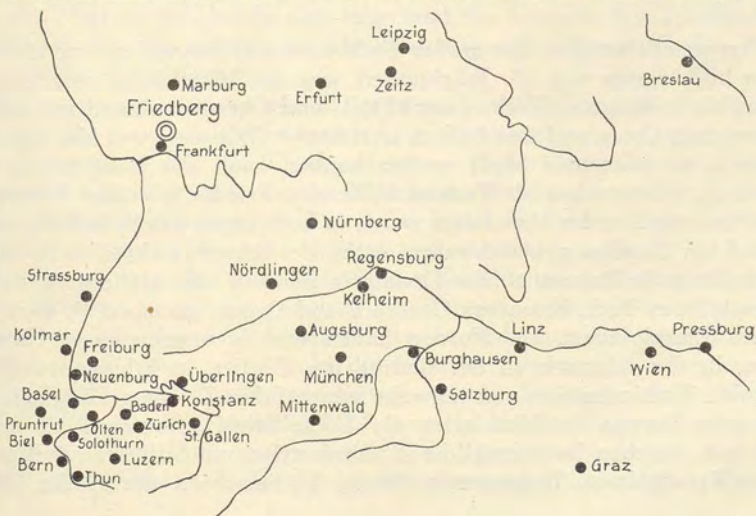 Leipzig
Zeitz
Breslau
Marburg
Erfurt
Friedberg
Frankfurt
Nürnberg
Regensburg
Nördlingen
Kelheim
Strassburg
Augsburg
Linz
Pressburg
Kolmar
Freiburg
München
Burghausen
Wien
Neuenburg
Überlingen
Salzburg
Basel
Baden
Konstanz
Mittenwald
Pruntrut
Olten
Zürich
St. Gallen
Biel
Solothurn
Bern
Luzern
Graz
Thun